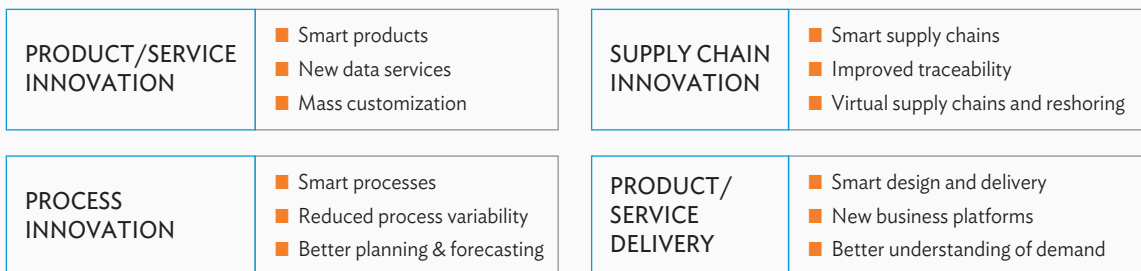 PRODUCT/SERVICE
INNOVATION
Smart products
New data services
Mass customization
SUPPLY CHAIN
INNOVATION
Smart supply chains
Improved traceability
Virtual supply chains and reshoring
PROCESS
INNOVATION
Smart processes
Reduced process variability
Better planning & forecasting
PRODUCT/
SERVICE
DELIVERY
Smart design and delivery
New business platforms
Better understanding of demand